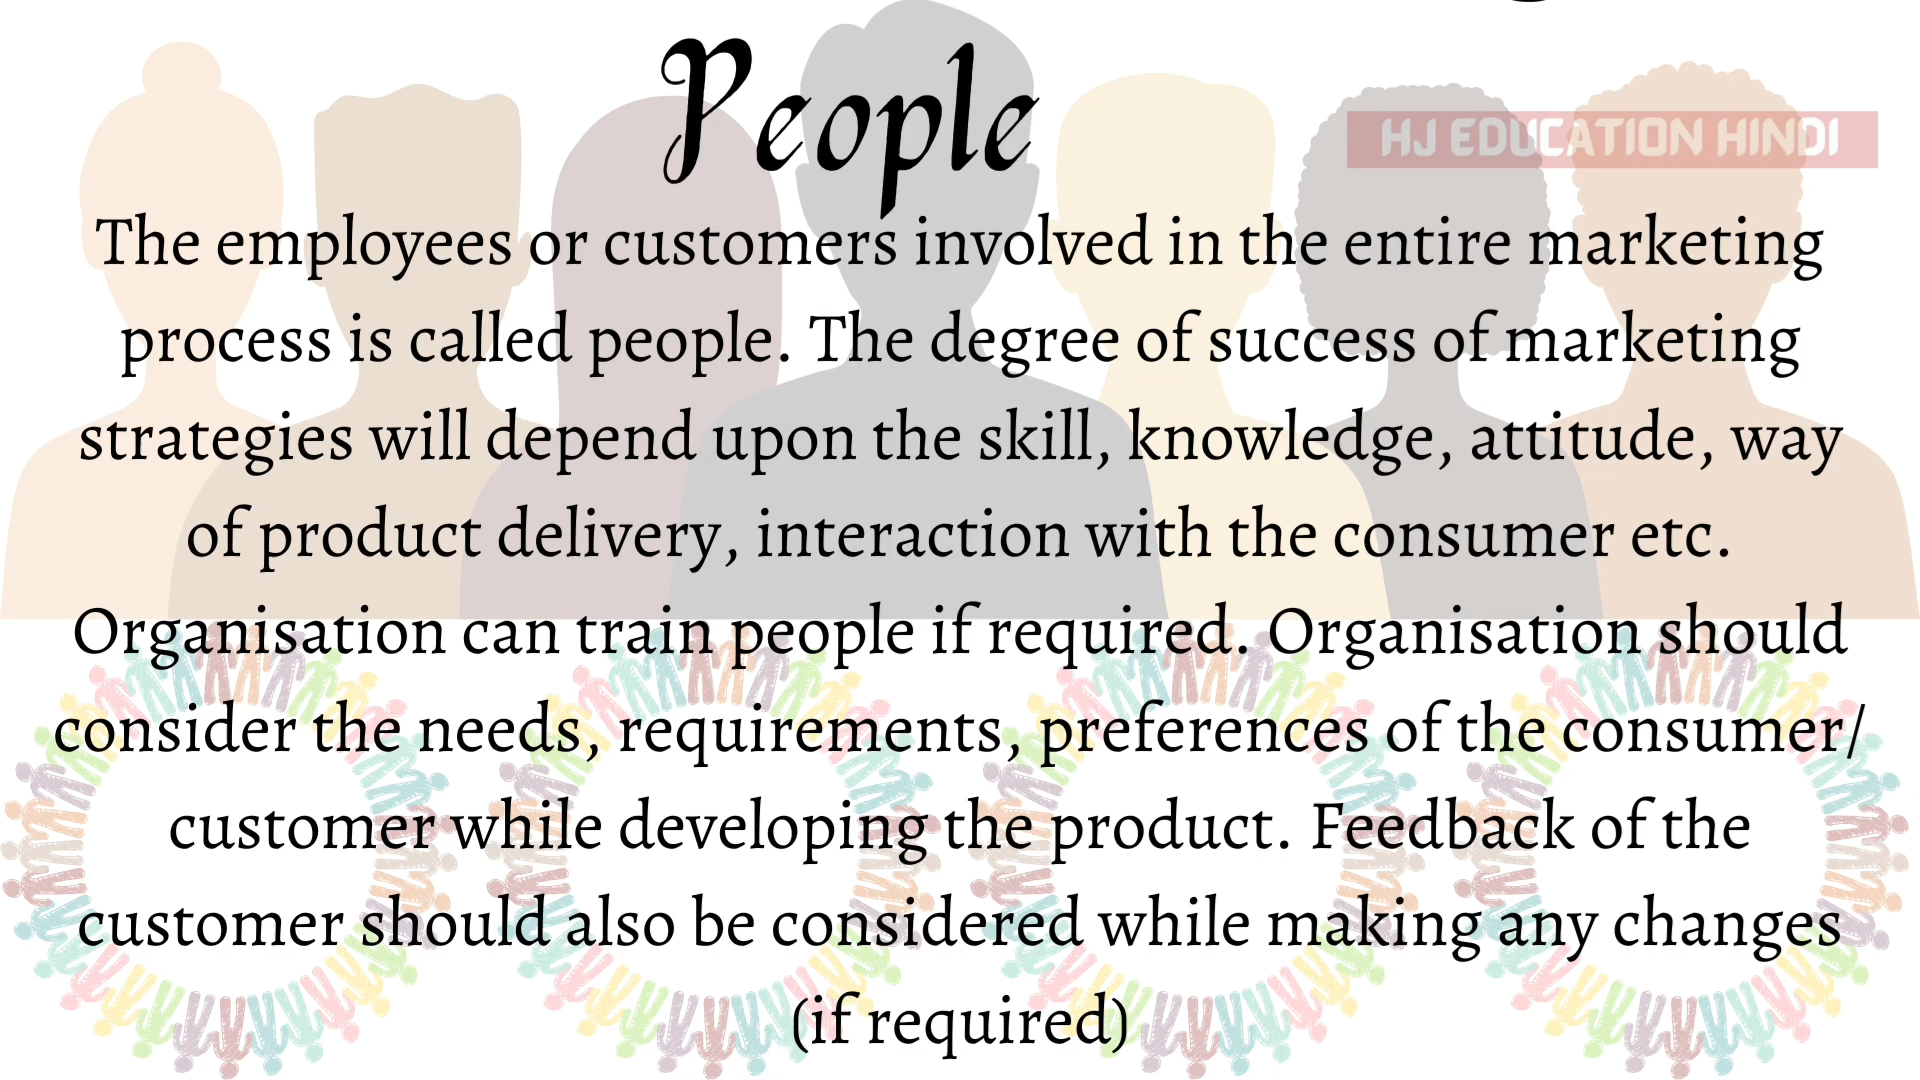 People
HJ EDUCATION HINDI
The employees or customers involved in the entire marketing
process is called people. The degree of success of marketing
strategies will depend upon the skill, knowledge, attitude, way
of product delivery, interaction with the consumer etc.
Organisation can train people if required. Organisation should
consider the needs, requirements, preferences of the consumer/
customer while developing the product. Feedback of the
customer should also be considered while making any changes
(if required)